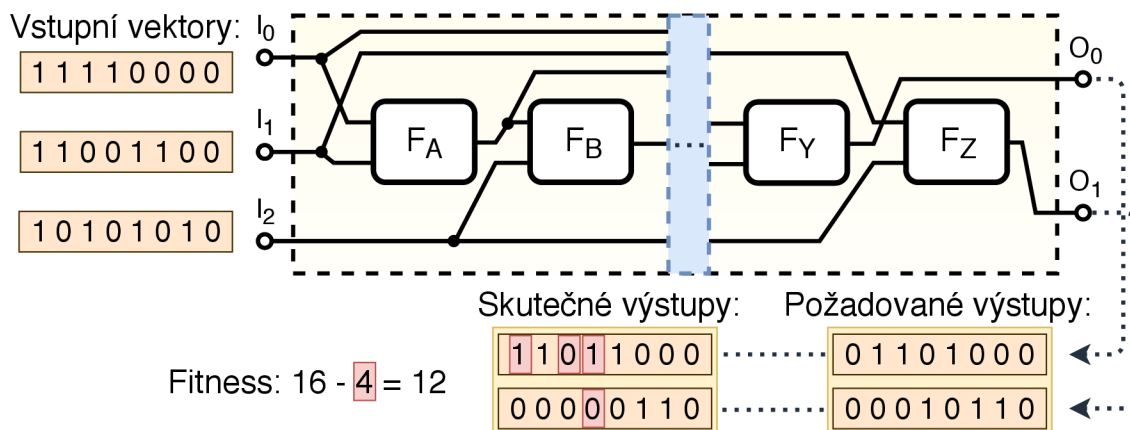 Vstupní vektory:
I0
1 1 1 1 0 0 0 0
O0
I1
1 1 0 0 1 1 0 0
FA
FB
FY
FZ
I2
1 0 1 0 1 0 1 0
O1
Skutečné výstupy:
Požadované výstupy:
1 1 0 1 1 0 0 0
0 1 1 0 1 0 0 0
Fitness: 16 - 4 = 12
0 0 0 0 0 1 1 0
0 0 0 1 0 1 1 0